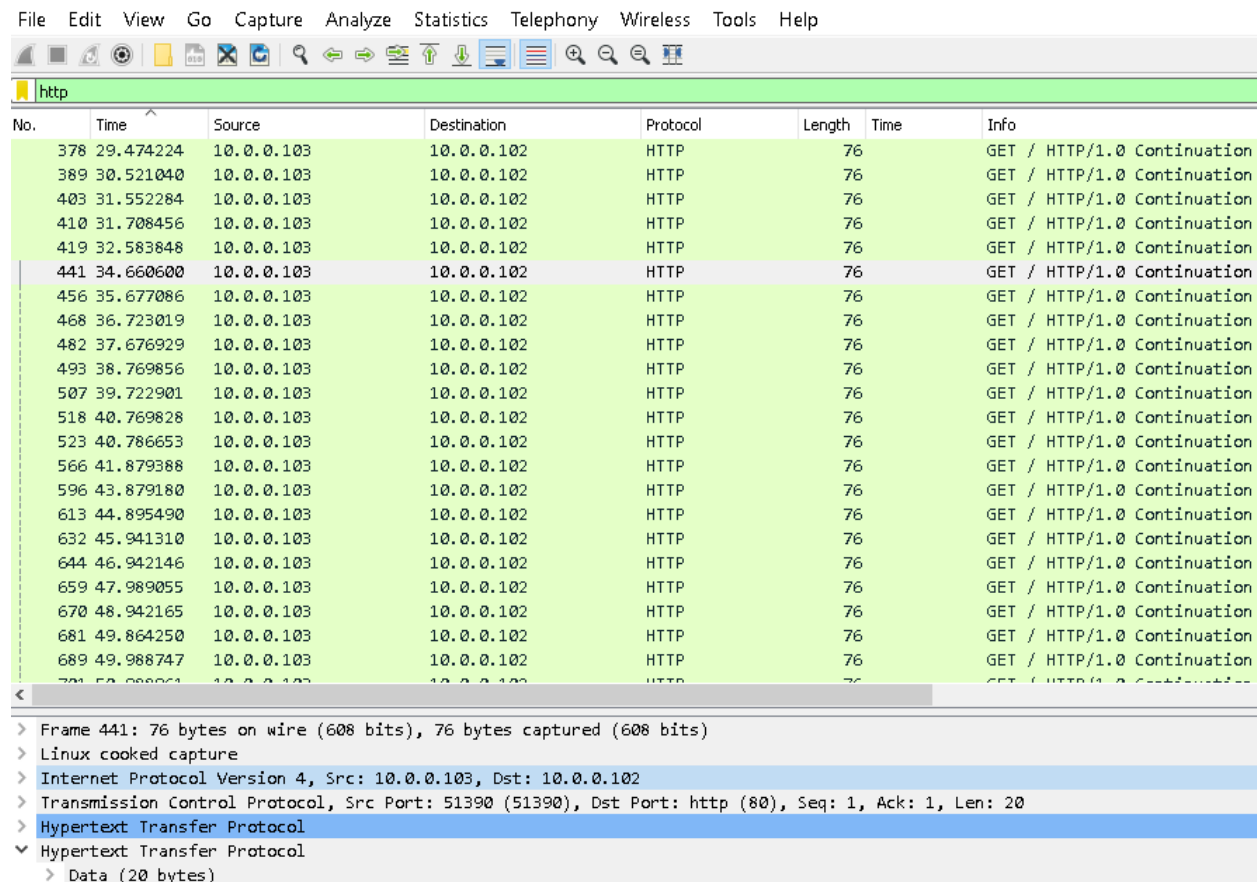 File Edit View Go Capture Analyze Statistics Telephony Wireless Tools Help
http
No. Time Source Destination Protocol Length Time Info
378 29.474224 10.0.0.103 10.0.0.102 HTTP 76 GET / HTTP/1.0 Continuation
389 30.521040 10.0.0.103 10.0.0.102 HTTP 76 GET / HTTP/1.0 Continuation
403 31.552284 10.0.0.103 10.0.0.102 HTTP 76 GET / HTTP/1.0 Continuation
410 31.708456 10.0.0.103 10.0.0.102 HTTP 76 GET / HTTP/1.0 Continuation
419 32.583848 10.0.0.103 10.0.0.102 HTTP 76 GET / HTTP/1.0 Continuation
441 34.660600 10.0.0.103 10.0.0.102 HTTP 76 GET / HTTP/1.0 Continuation
456 35.677086 10.0.0.103 10.0.0.102 HTTP 76 GET / HTTP/1.0 Continuation
468 36.723019 10.0.0.103 10.0.0.102 HTTP 76 GET / HTTP/1.0 Continuation
482 37.676929 10.0.0.103 10.0.0.102 HTTP 76 GET / HTTP/1.0 Continuation
493 38.769856 10.0.0.103 10.0.0.102 HTTP 76 GET / HTTP/1.0 Continuation
507 39.722901 10.0.0.103 10.0.0.102 HTTP 76 GET / HTTP/1.0 Continuation
518 40.769828 10.0.0.103 10.0.0.102 HTTP 76 GET / HTTP/1.0 Continuation
523 40.786653 10.0.0.103 10.0.0.102 HTTP 76 GET / HTTP/1.0 Continuation
566 41.879388 10.0.0.103 10.0.0.102 HTTP 76 GET / HTTP/1.0 Continuation
596 43.879180 10.0.0.103 10.0.0.102 HTTP 76 GET / HTTP/1.0 Continuation
613 44.895490 10.0.0.103 10.0.0.102 HTTP 76 GET / HTTP/1.0 Continuation
632 45.941310 10.0.0.103 10.0.0.102 HTTP 76 GET / HTTP/1.0 Continuation
644 46.942146 10.0.0.103 10.0.0.102 HTTP 76 GET / HTTP/1.0 Continuation
659 47.989055 10.0.0.103 10.0.0.102 HTTP 76 GET / HTTP/1.0 Continuation
670 48.942165 10.0.0.103 10.0.0.102 HTTP 76 GET / HTTP/1.0 Continuation
681 49.864250 10.0.0.103 10.0.0.102 HTTP 76 GET / HTTP/1.0 Continuation
689 49.988747 10.0.0.103 10.0.0.102 HTTP 76 GET / HTTP/1.0 Continuation
Frame 441: 76 bytes on wire (608 bits), 76 bytes captured (608 bits)
Linux cooked capture
Internet Protocol Version 4, Src: 10.0.0.103, Dst: 10.0.0.102
Transmission Control Protocol, Src Port: 51390 (51390), Dst Port: http (80), Seq: 1, Ack: 1, Len: 20
Hypertext Transfer Protocol
Hypertext Transfer Protocol
Data (20 bytes)